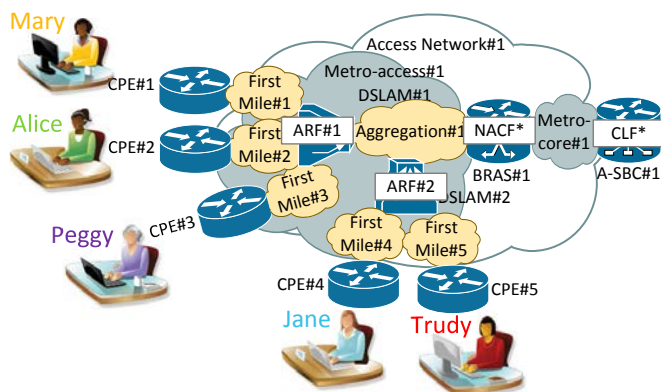 Mary
Access Network#1
Metro-access#1
CPE#1
First
Mile#1
DSLAM#1
Alice
ARF#1
Aggregation#1
NACF*
Metro-
core#1
CLF*
CPE#2
First
Mile#2
BRAS#1
A-SBC#1
First
Mile#3
ARF#2
DSLAM#2
CPE#3
Peggy
First
Mile#4
First
Mile#5
CPE#4
CPE#5
Jane
Trudy